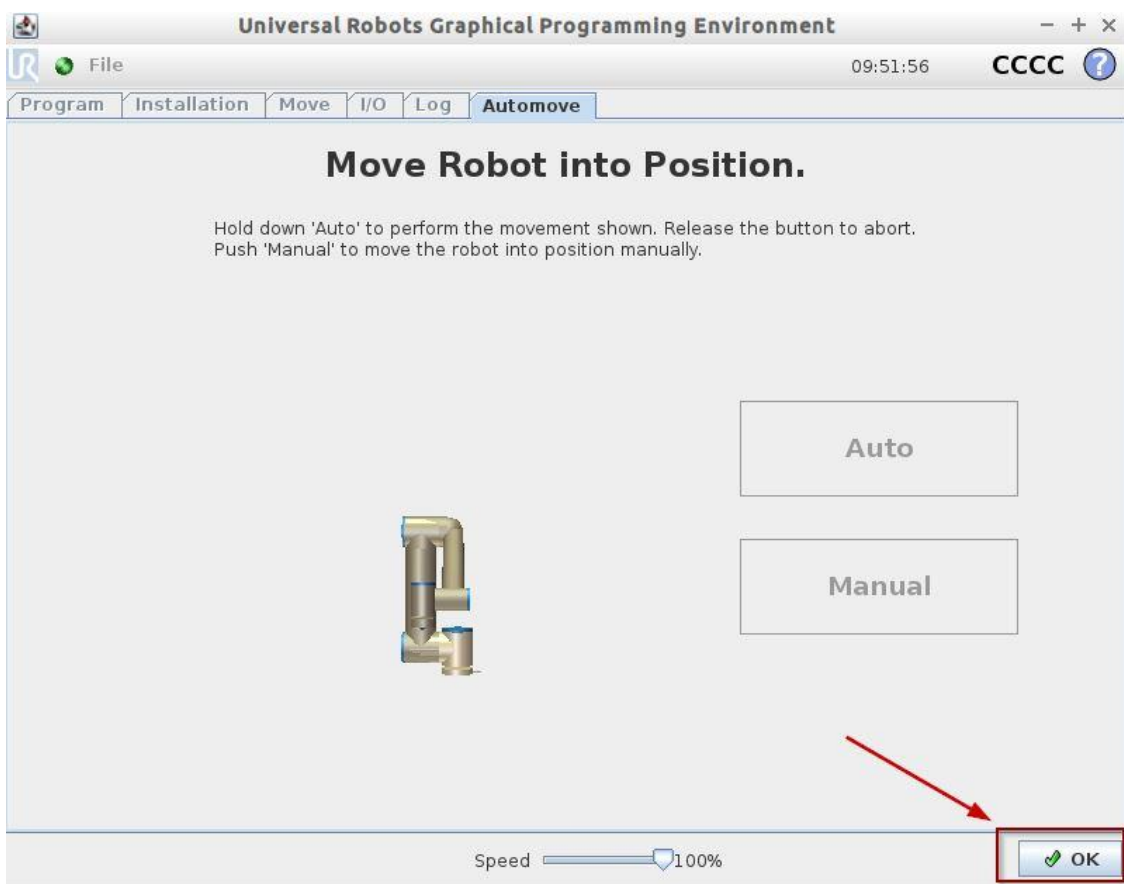 Universal Robots Graphical Programming Environment
UR File 09:51:56 CCCC ?
Program Installation Move I/O Log Automove
Move Robot into Position.
Hold down 'Auto' to perform the movement shown. Release the button to abort.
Push 'Manual' to move the robot into position manually.
Auto
Manual
Speed 100% OK